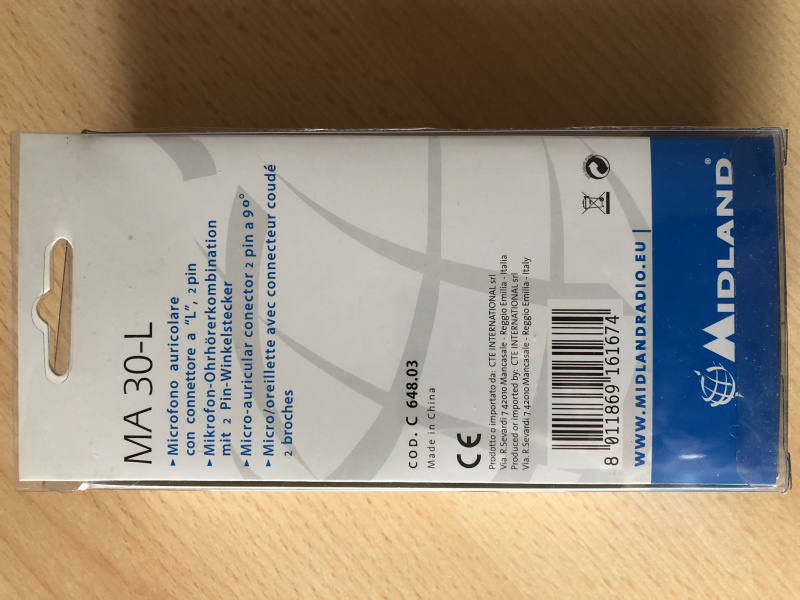 MA 30-L
▸ Microfono auricolare
con connettore a "L", 2 pin
▸ Mikrofon-Ohrhörerkombination
mit 2 Pin-Winkelstecker
▸ Micro-auricular conector 2 pin a 90°
▸ Micro/oreillette avec connecteur coudé
2 broches
COD. C 648.03
Made in China
CE
Prodotto o importato da: CTE INTERNATIONAL srl
Via. R.Sevardi 7 42010 Mancasale - Reggio Emilia - Italia
Produced or imported by: CTE INTERNATIONAL srl
Via. R.Sevardi 7 42010 Mancasale - Reggio Emilia - Italy
8 011869 161674
WWW.MIDLANDRADIO.EU |
MIDLAND®